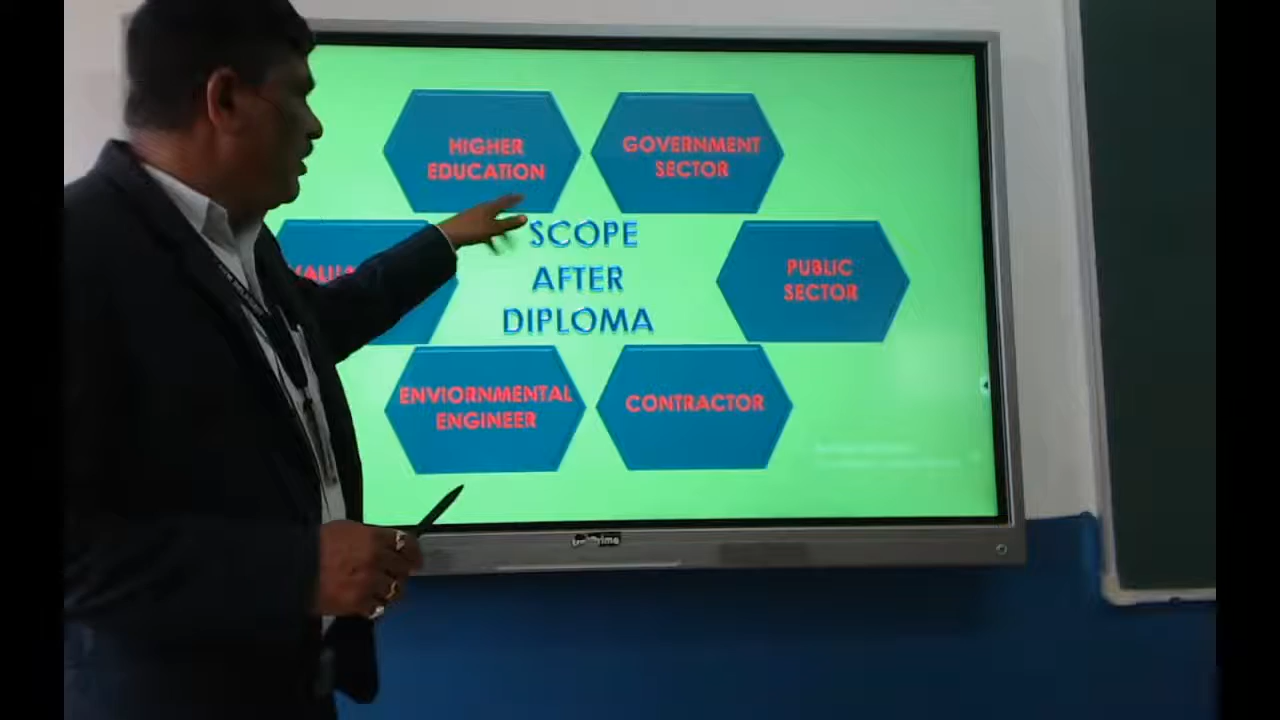 HIGHER
EDUCATION
GOVERNMENT
SECTOR
SCOPE
AFTER
DIPLOMA
PUBLIC
SECTOR
ENVIORNMENTAL
ENGINEER
CONTRACTOR